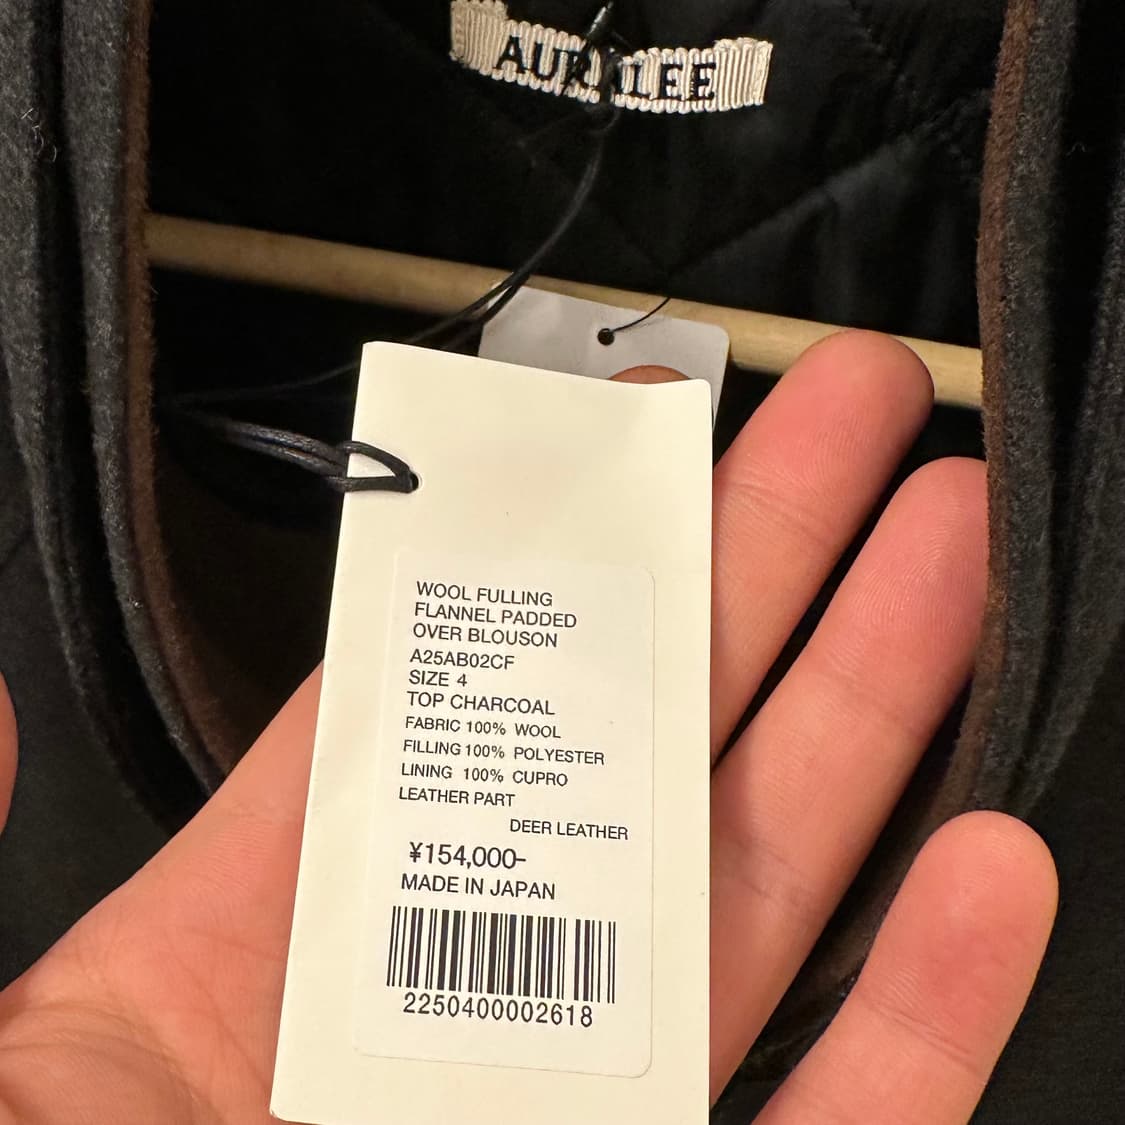 AURALEE
WOOL FULLING
FLANNEL PADDED
OVER BLOUSON
A25AB02CF
SIZE 4
TOP CHARCOAL
FABRIC 100% WOOL
FILLING 100% POLYESTER
LINING 100% CUPRO
LEATHER PART
DEER LEATHER
¥154,000-
MADE IN JAPAN
2250400002618